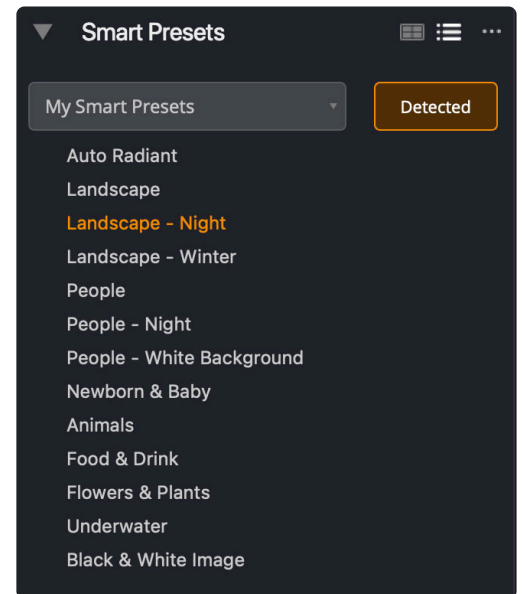 Smart Presets
My Smart Presets
Detected
Auto Radiant
Landscape
Landscape - Night
Landscape - Winter
People
People - Night
People - White Background
Newborn & Baby
Animals
Food & Drink
Flowers & Plants
Underwater
Black & White Image